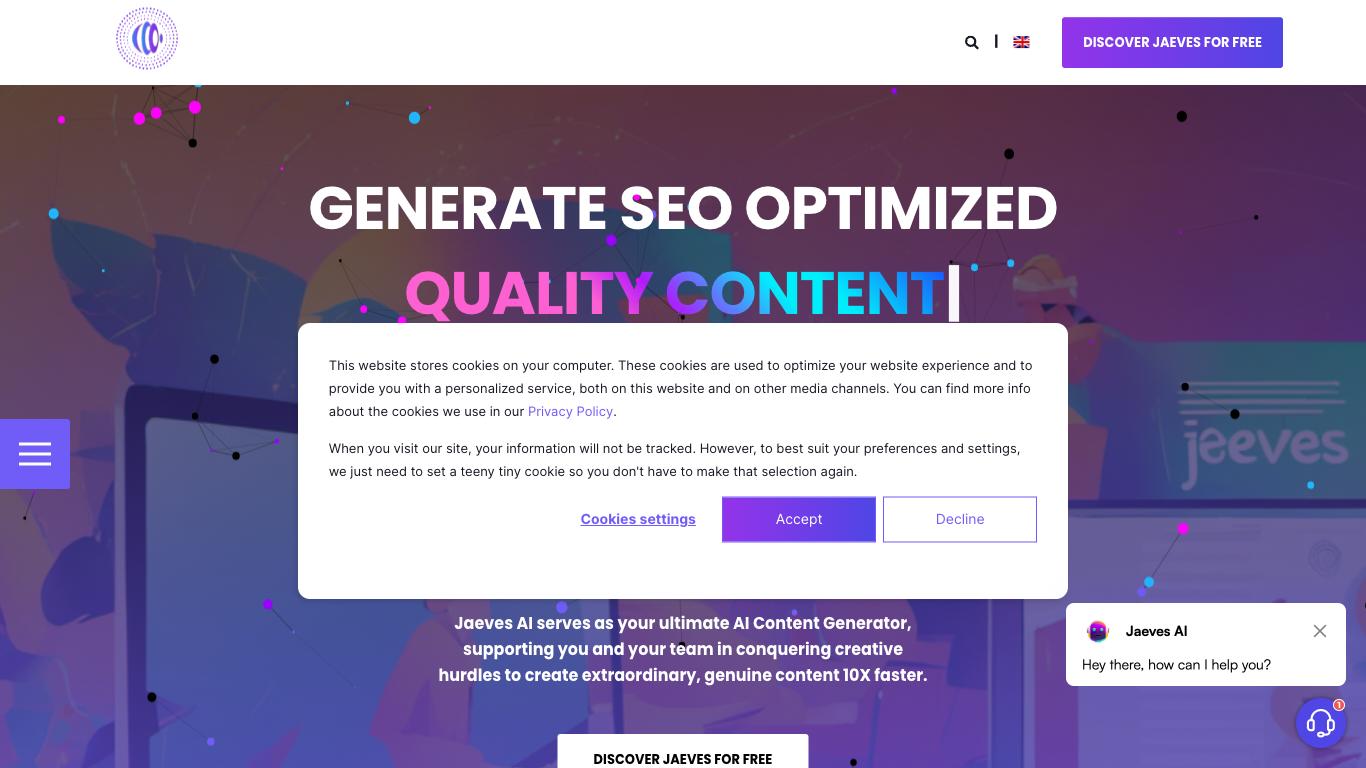 DISCOVER JAEVES FOR FREE
GENERATE SEO OPTIMIZED
QUALITY CONTENT|
This website stores cookies on your computer. These cookies are used to optimize your website experience and to
provide you with a personalized service, both on this website and on other media channels. You can find more info
about the cookies we use in our Privacy Policy.
When you visit our site, your information will not be tracked. However, to best suit your preferences and settings,
we just need to set a teeny tiny cookie so you don't have to make that selection again.
Cookies settings
Accept
Decline
jeeves
Jaeves AI serves as your ultimate AI Content Generator,
supporting you and your team in conquering creative
hurdles to create extraordinary, genuine content 10X faster.
Jaeves AI
Hey there, how can I help you?
1
DISCOVER JAEVES FOR FREE